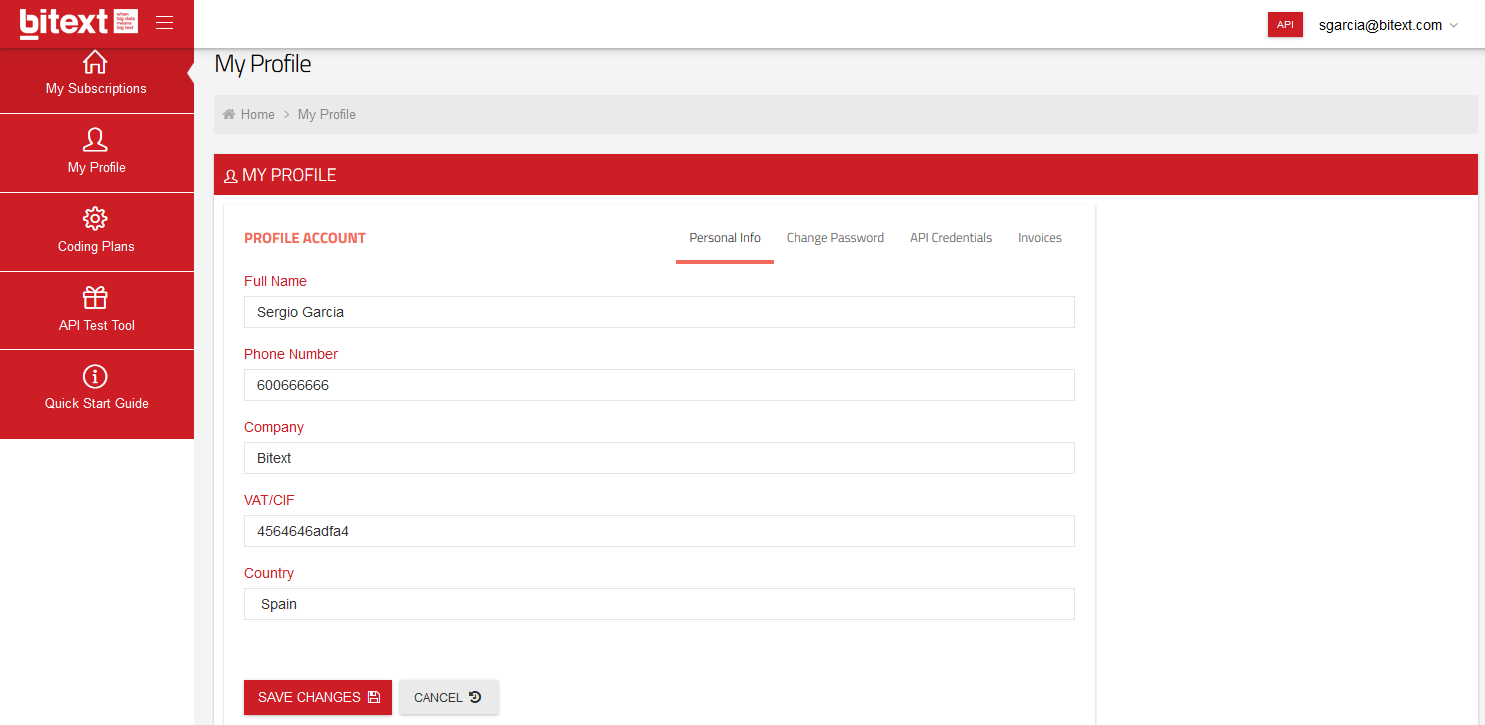 bitext
when
big data
means
big text
API
sgarcia@bitext.com
My Subscriptions
My Profile
Coding Plans
API Test Tool
Quick Start Guide
My Profile
Home > My Profile
MY PROFILE
PROFILE ACCOUNT
Personal Info Change Password API Credentials Invoices
Full Name
Sergio Garcia
Phone Number
600666666
Company
Bitext
VAT/CIF
4564646adfa4
Country
Spain
SAVE CHANGES CANCEL